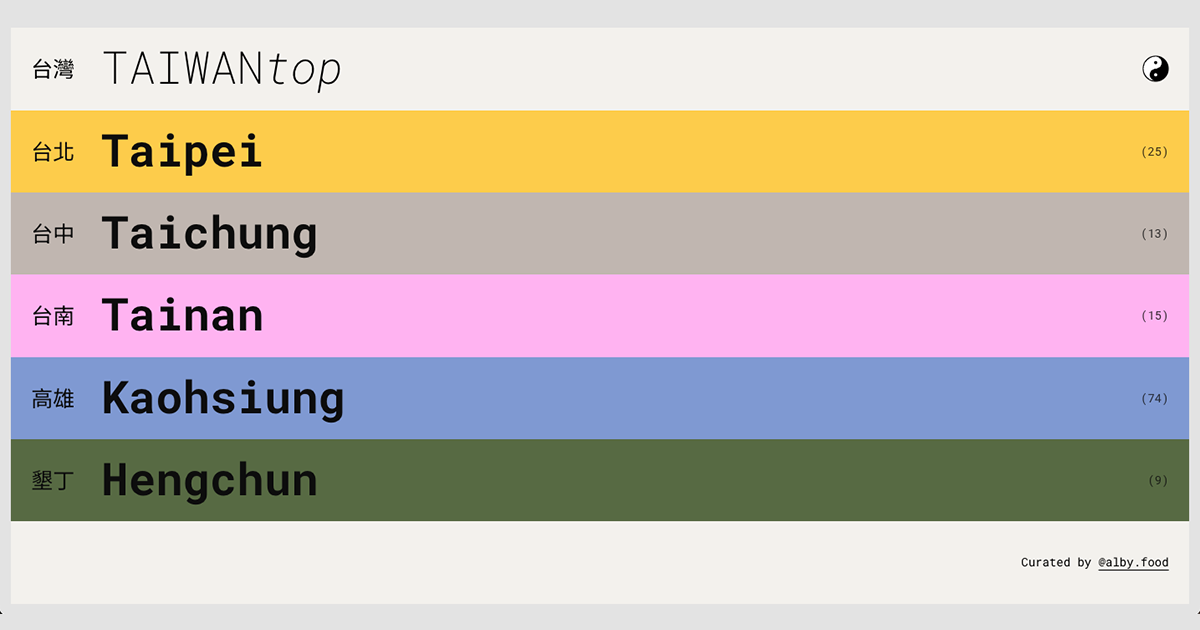 台灣 TAIWANtop
台北 Taipei (25)
台中 Taichung (13)
台南 Tainan (15)
高雄 Kaohsiung (74)
墾丁 Hengchun (9)
Curated by @alby.food